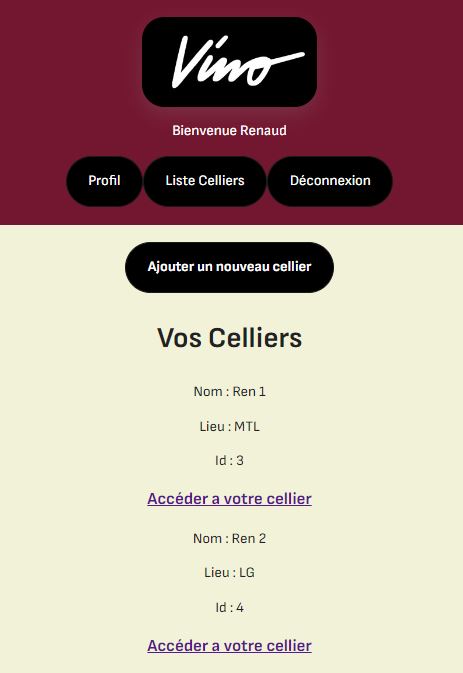 Vino
Bienvenue Renaud
Profil Liste Celliers Déconnexion
Ajouter un nouveau cellier
Vos Celliers
Nom : Ren 1
Lieu : MTL
Id : 3
Accéder a votre cellier
Nom : Ren 2
Lieu : LG
Id : 4
Accéder a votre cellier